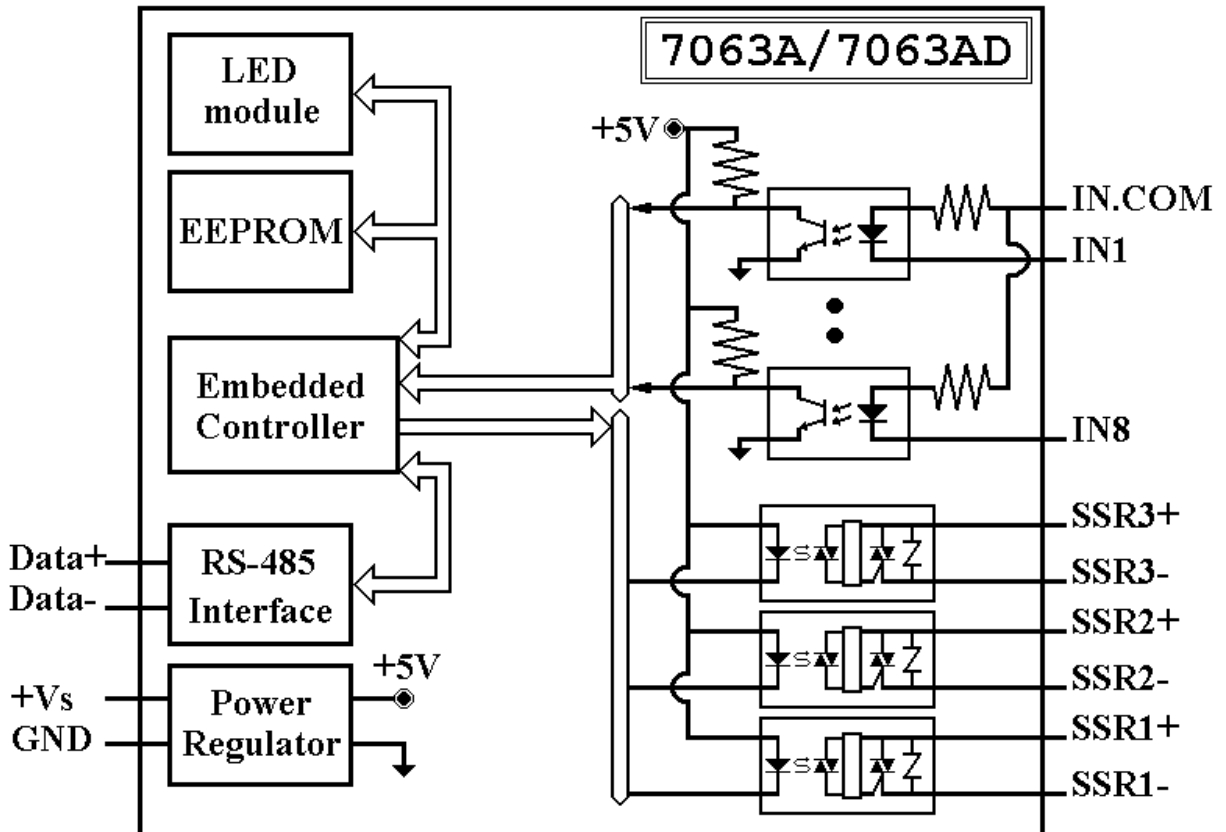 7063A/7063AD
LED
module
+5V
EEPROM
IN.COM
IN1
Embedded
Controller
IN8
SSR3+
SSR3-
Data+
Data-
RS-485
Interface
SSR2+
SSR2-
+5V
+Vs
GND
Power
Regulator
SSR1+
SSR1-